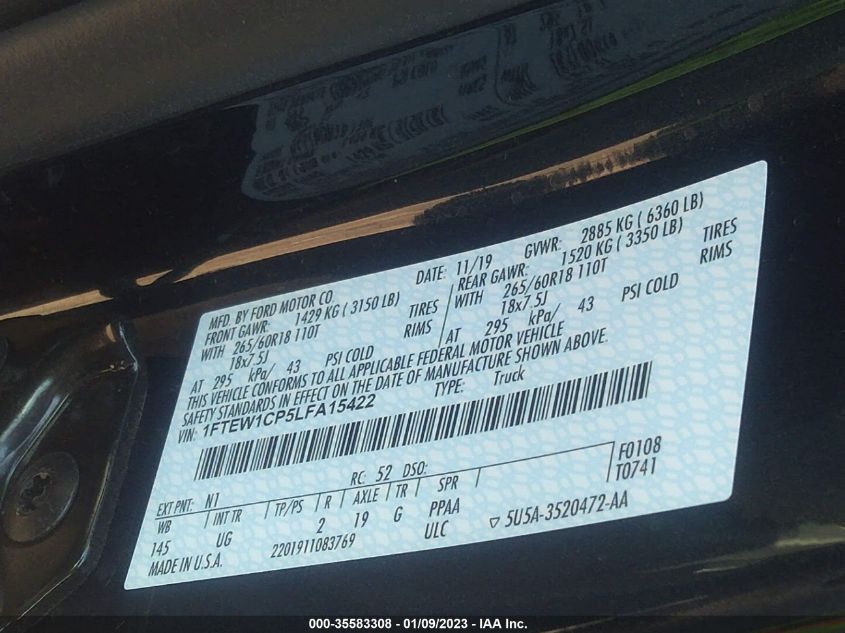 MFD. BY FORD MOTOR CO. DATE: 11/19 GVWR: 2885 KG ( 6360 LB)
FRONT GAWR: 1429 KG ( 3150 LB) REAR GAWR: 1520 KG ( 3350 LB)
WITH 265/60R18 110T TIRES WITH 265/60R18 110T TIRES
18x7.5J RIMS 18x7.5J RIMS
AT 295 kPa/ 43 PSI COLD AT 295 kPa/ 43 PSI COLD
THIS VEHICLE CONFORMS TO ALL APPLICABLE FEDERAL MOTOR VEHICLE
SAFETY STANDARDS IN EFFECT ON THE DATE OF MANUFACTURE SHOWN ABOVE.
VIN: 1FTEW1CP5LFA15422 TYPE: Truck
F0108
T0741
EXT PNT: N1 RC: 52 DSO:
WB INT TR TP/PS R AXLE TR SPR
145 UG 2 19 G PPAA
MADE IN U.S.A. 2201911083769 ULC ▽ 5U5A-3520472-AA
000-35583308 - 01/09/2023 - IAA Inc.